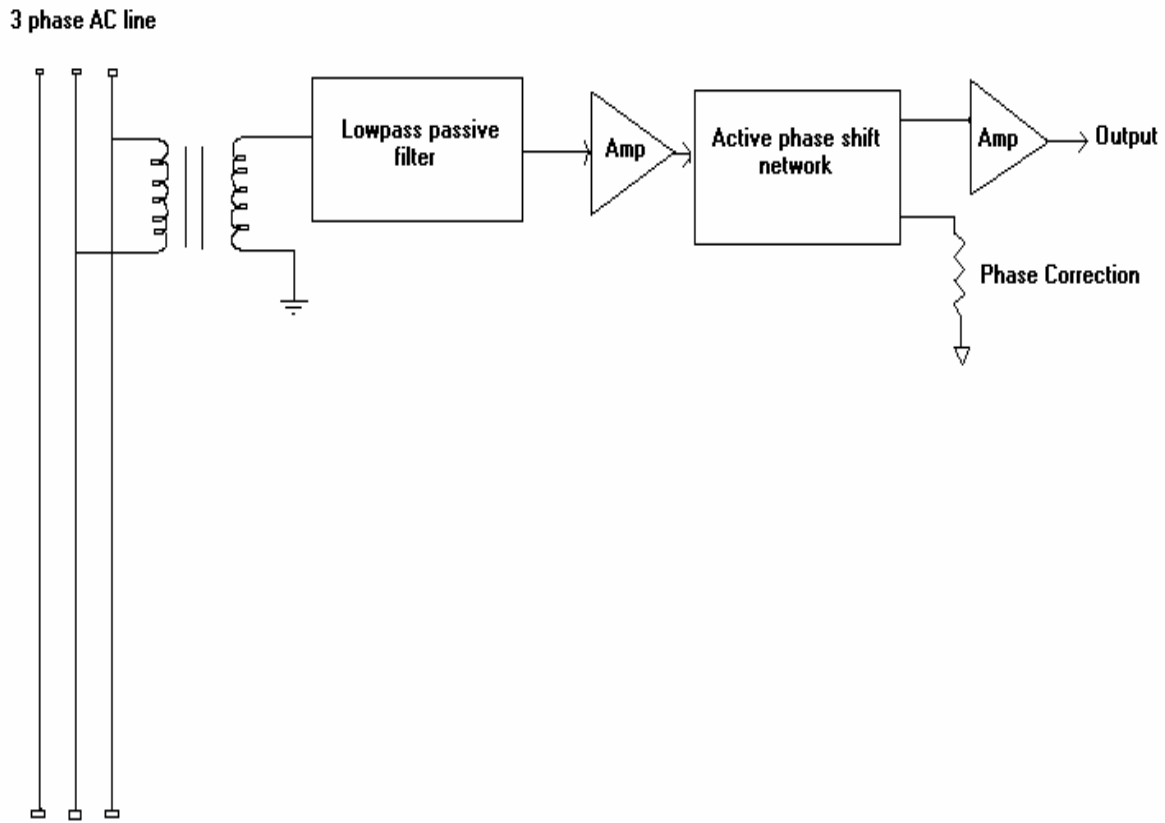 3 phase AC line
Lowpass passive
filter
Amp
Active phase shift
network
Amp
Output
Phase Correction